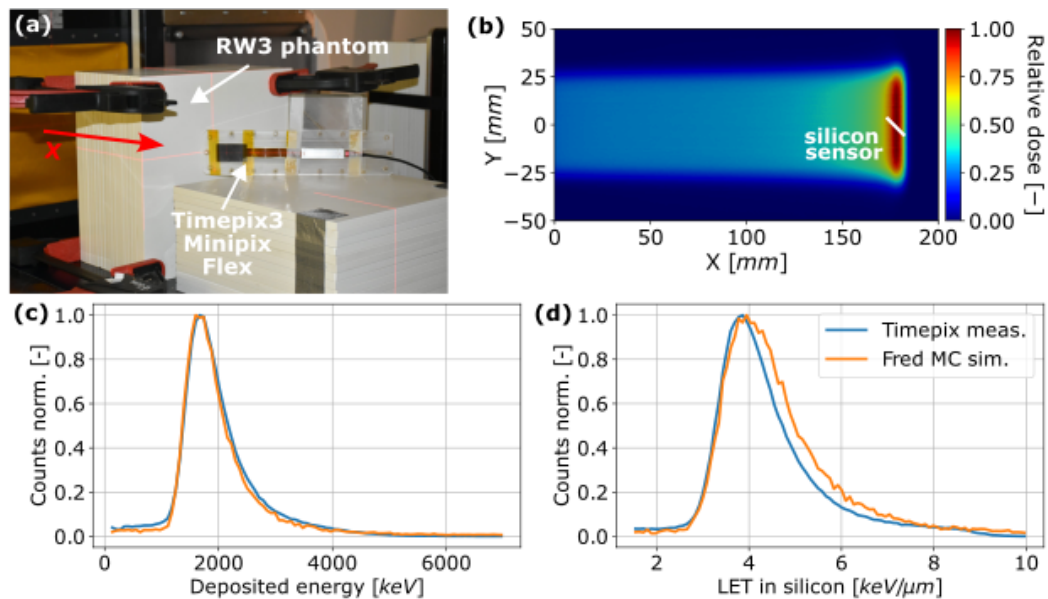 (a)
RW3 phantom
x
Timepix3
Minipix
Flex
(b)
50
25
0
−25
−50
Y [mm]
0
50
100
150
200
X [mm]
silicon
sensor
1.00
0.75
0.50
0.25
0.00
Relative dose [−]
(c)
1.0
0.8
0.6
0.4
0.2
0.0
Counts norm. [-]
0
2000
4000
6000
Deposited energy [keV]
(d)
1.0
0.8
0.6
0.4
0.2
0.0
Counts norm. [-]
Timepix meas.
Fred MC sim.
2
4
6
8
10
LET in silicon [keV/μm]